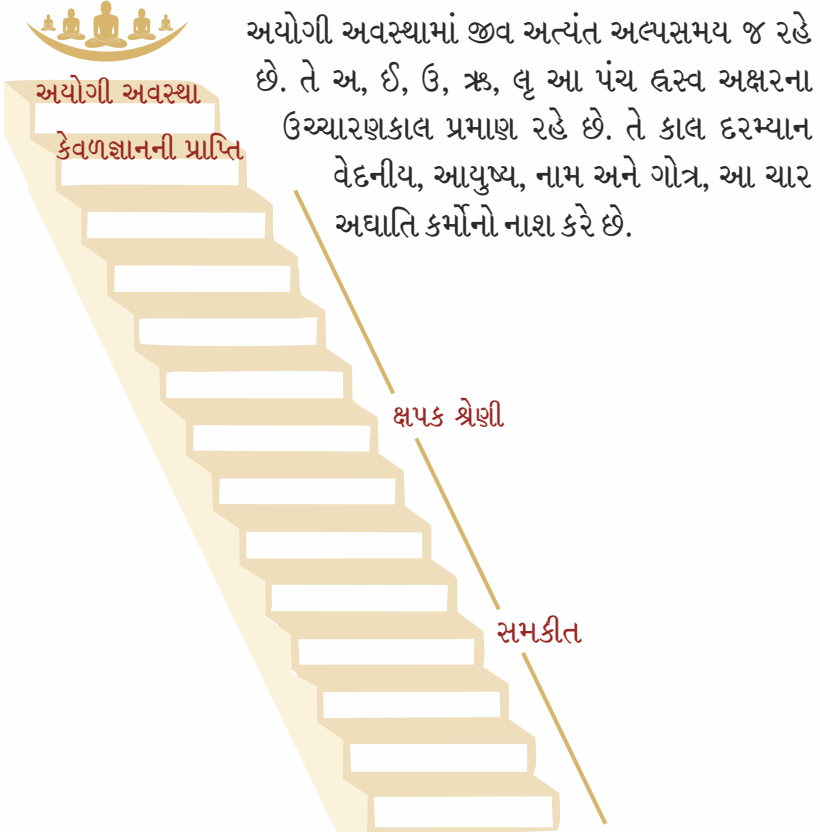 અયોગી અવસ્થામાં જીવ અત્યંત અલ્પસમય જ રહે
છે. તે અ, ઈ, ઉ, ઋ, લૃ આ પંચ હ્રસ્વ અક્ષરના
ઉચ્ચારણકાલ પ્રમાણ રહે છે. તે કાલ દરમ્યાન
વેદનીય, આયુષ્ય, નામ અને ગોત્ર, આ ચાર
અઘાતિ કર્મોનો નાશ કરે છે.
અયોગી અવસ્થા
કેવળજ્ઞાનની પ્રાપ્તિ
ક્ષપક શ્રેણી
સમકીત